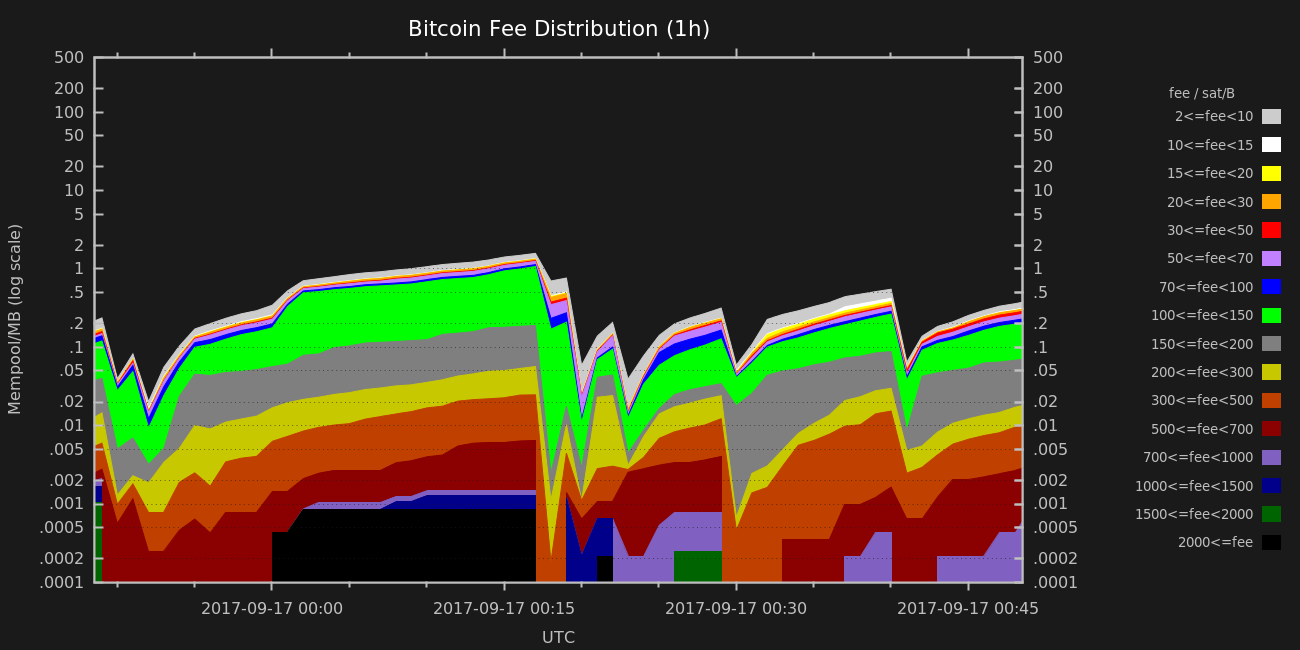 Bitcoin Fee Distribution (1h)
500 500
200 200
100 100
50 50
20 20
10 10
5 5
2 2
1 1
.5 .5
.2 .2
.1 .1
.05 .05
.02 .02
.01 .01
.005 .005
.002 .002
.001 .001
.0005 .0005
.0002 .0002
.0001 .0001
Mempool/MB (log scale)
2017-09-17 00:00 2017-09-17 00:15 2017-09-17 00:30 2017-09-17 00:45
UTC
fee / sat/B
2<=fee<10
10<=fee<15
15<=fee<20
20<=fee<30
30<=fee<50
50<=fee<70
70<=fee<100
100<=fee<150
150<=fee<200
200<=fee<300
300<=fee<500
500<=fee<700
700<=fee<1000
1000<=fee<1500
1500<=fee<2000
2000<=fee